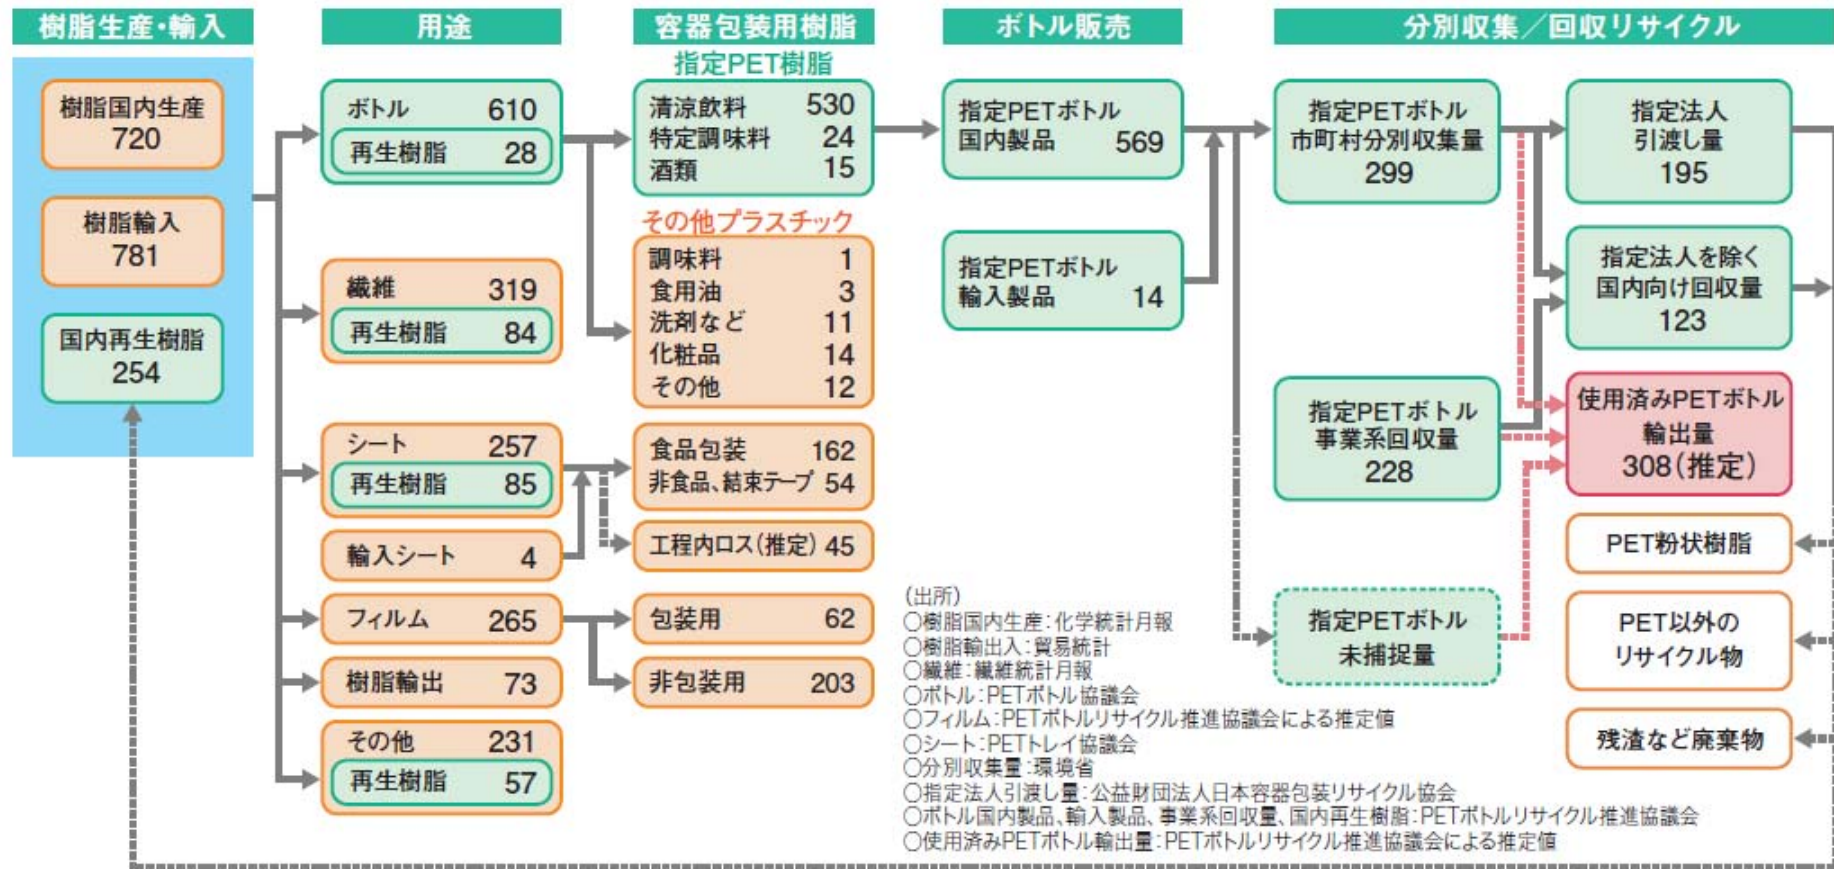 樹脂生産・輸入
用途
容器包装用樹脂
ボトル販売
分別収集／回収リサイクル
樹脂国内生産
720
樹脂輸入
781
国内再生樹脂
254
ボトル 610
再生樹脂 28
繊維 319
再生樹脂 84
シート 257
再生樹脂 85
輸入シート 4
フィルム 265
樹脂輸出 73
その他 231
再生樹脂 57
指定PET樹脂
清涼飲料 530
特定調味料 24
酒類 15
その他プラスチック
調味料 1
食用油 3
洗剤など 11
化粧品 14
その他 12
食品包装 162
非食品、結束テープ 54
工程内ロス(推定) 45
包装用 62
非包装用 203
指定PETボトル
国内製品 569
指定PETボトル
輸入製品 14
指定PETボトル
市町村分別収集量
299
指定PETボトル
事業系回収量
228
指定PETボトル
未捕捉量
指定法人
引渡し量
195
指定法人を除く
国内向け回収量
123
使用済みPETボトル
輸出量
308(推定)
PET粉状樹脂
PET以外の
リサイクル物
残渣など廃棄物
(出所)
○樹脂国内生産：化学統計月報
○樹脂輸出入：貿易統計
○繊維：繊維統計月報
○ボトル：PETボトル協議会
○フィルム：PETボトルリサイクル推進協議会による推定値
○シート：PETトレイ協議会
○分別収集量：環境省
○指定法人引渡し量：公益財団法人日本容器包装リサイクル協会
○ボトル国内製品、輸入製品、事業系回収量、国内再生樹脂：PETボトルリサイクル推進協議会
○使用済みPETボトル輸出量：PETボトルリサイクル推進協議会による推定値